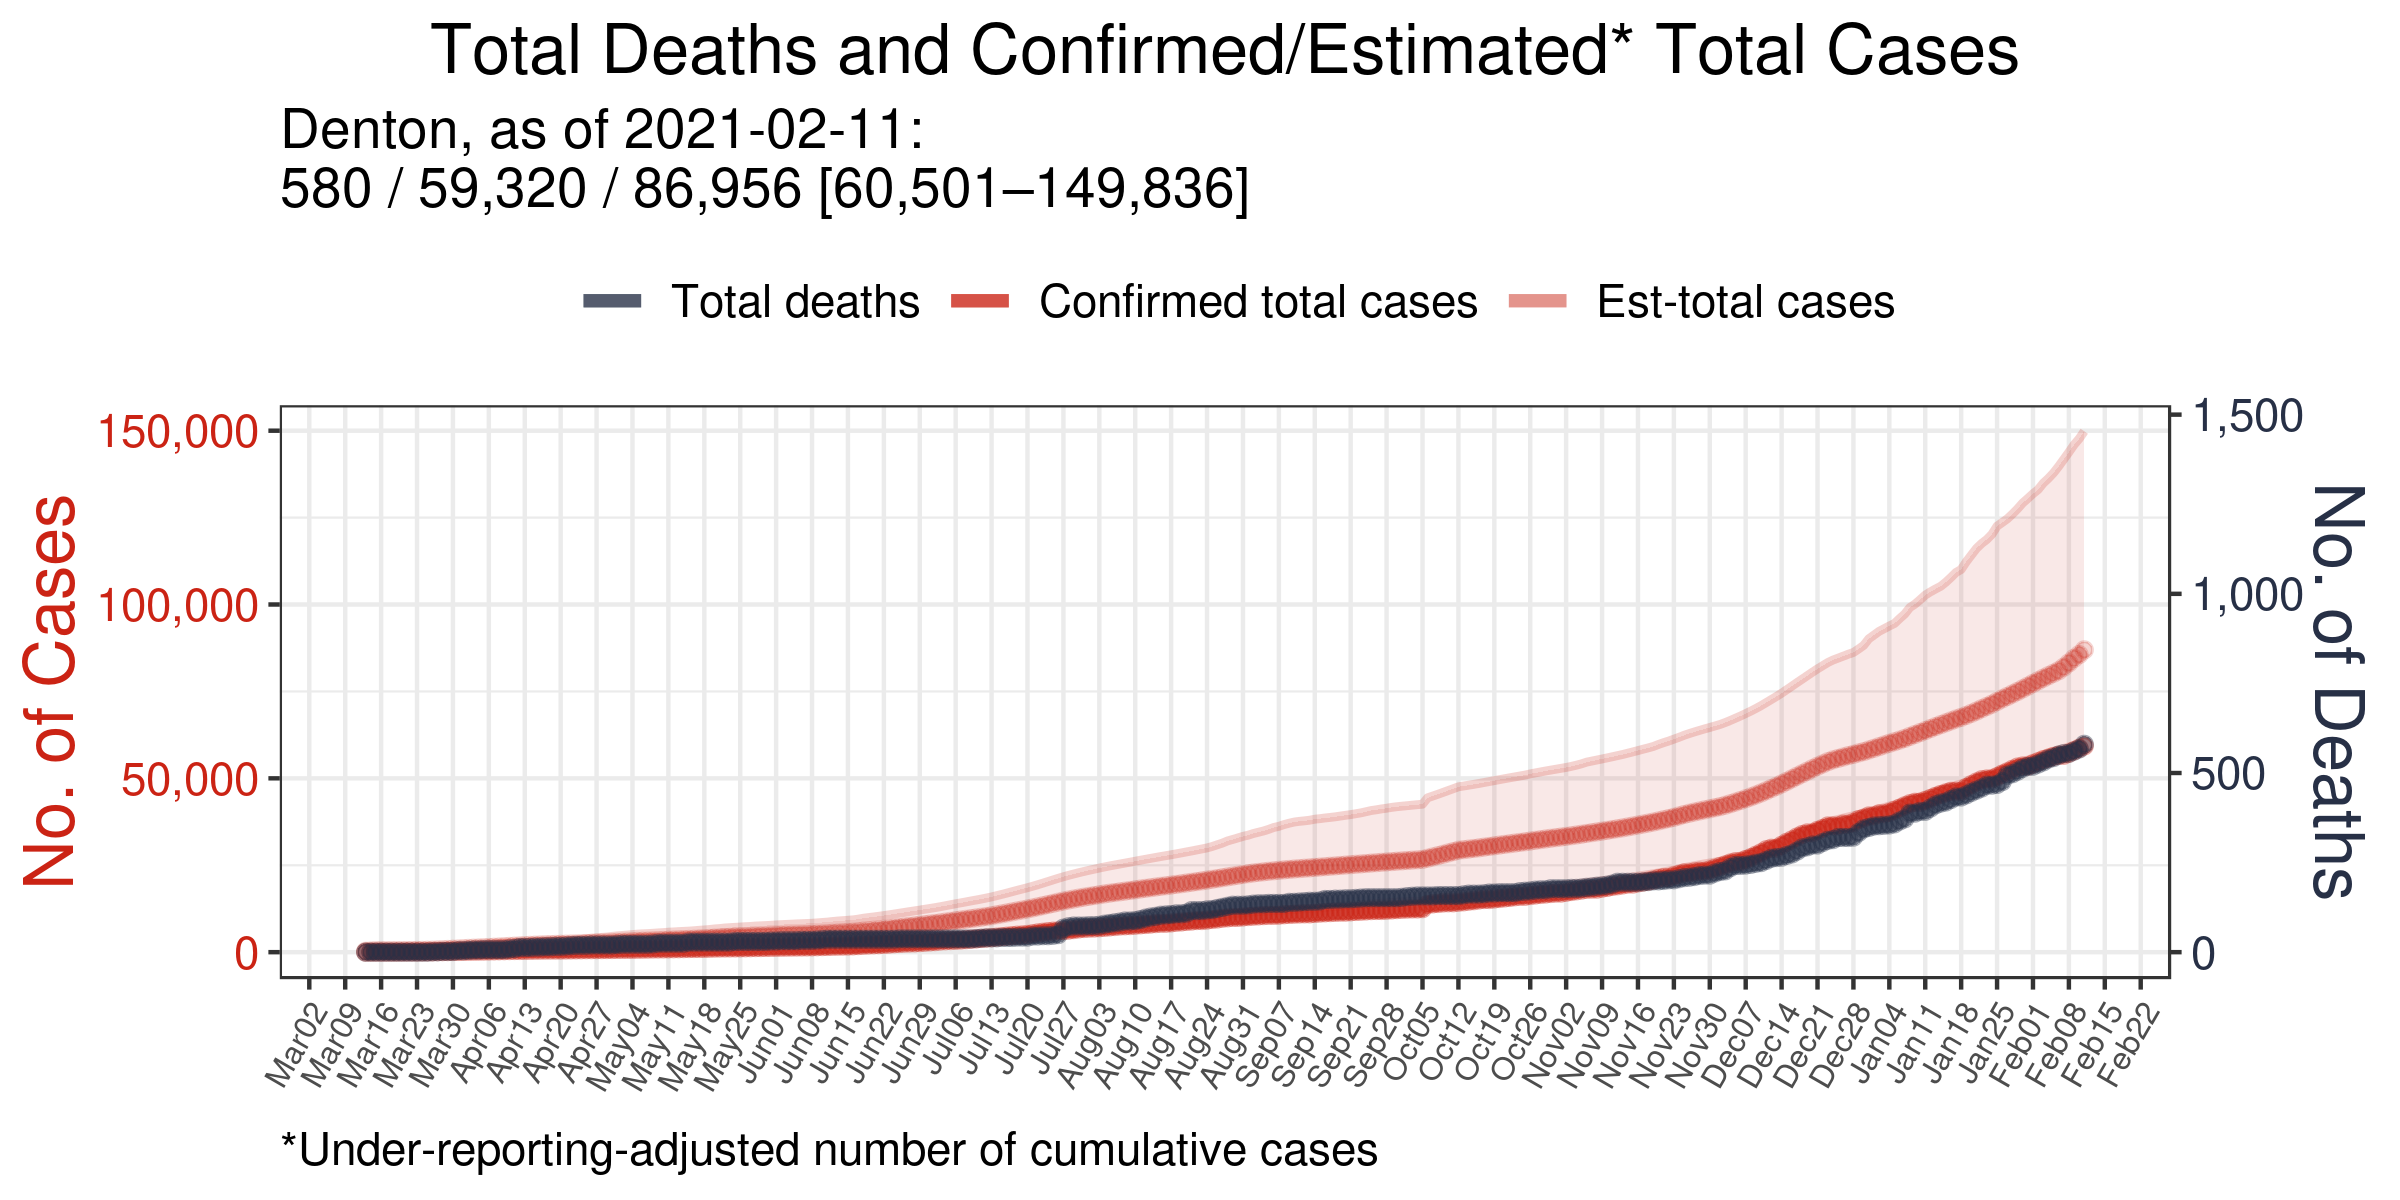 Total Deaths and Confirmed/Estimated* Total Cases
Denton, as of 2021-02-11:
580 / 59,320 / 86,956 [60,501–149,836]
Total deaths
Confirmed total cases
Est-total cases
No. of Cases
150,000
100,000
50,000
0
1,500
1,000
500
0
No. of Deaths
Mar02
Mar09
Mar16
Mar23
Mar30
Apr06
Apr13
Apr20
Apr27
May04
May11
May18
May25
Jun01
Jun08
Jun15
Jun22
Jun29
Jul06
Jul13
Jul20
Jul27
Aug03
Aug10
Aug17
Aug24
Aug31
Sep07
Sep14
Sep21
Sep28
Oct05
Oct12
Oct19
Oct26
Nov02
Nov09
Nov16
Nov23
Nov30
Dec07
Dec14
Dec21
Dec28
Jan04
Jan11
Jan18
Jan25
Feb01
Feb08
Feb15
Feb22
*Under-reporting-adjusted number of cumulative cases